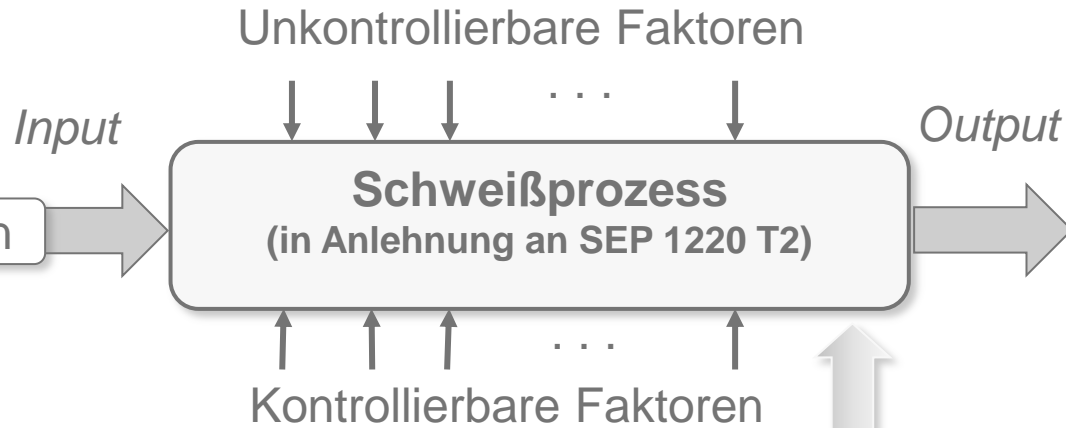 Unkontrollierbare Faktoren
. . .
Input
Output
Schweißprozess
(in Anlehnung an SEP 1220 T2)
n
. . .
Kontrollierbare Faktoren